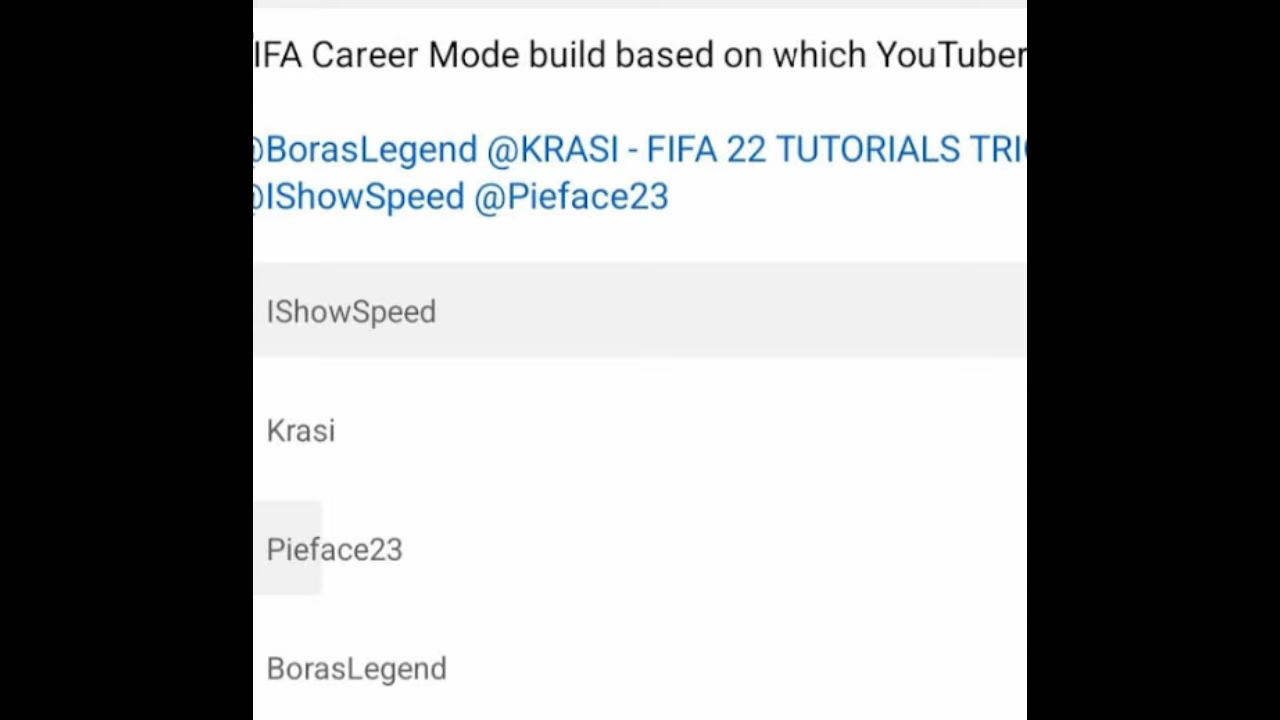 IFA Career Mode build based on which YouTuber
@BorasLegend @KRASI - FIFA 22 TUTORIALS TRIC
@IShowSpeed @Pieface23
IShowSpeed
Krasi
Pieface23
BorasLegend